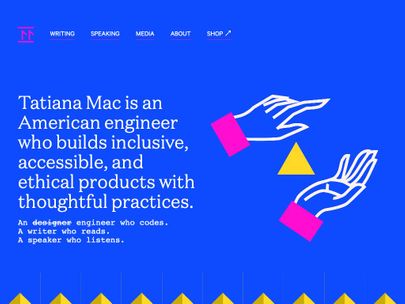 WRITING SPEAKING MEDIA ABOUT SHOP ↗
Tatiana Mac is an
American engineer
who builds inclusive,
accessible, and
ethical products with
thoughtful practices.
An designer engineer who codes.
A writer who reads.
A speaker who listens.